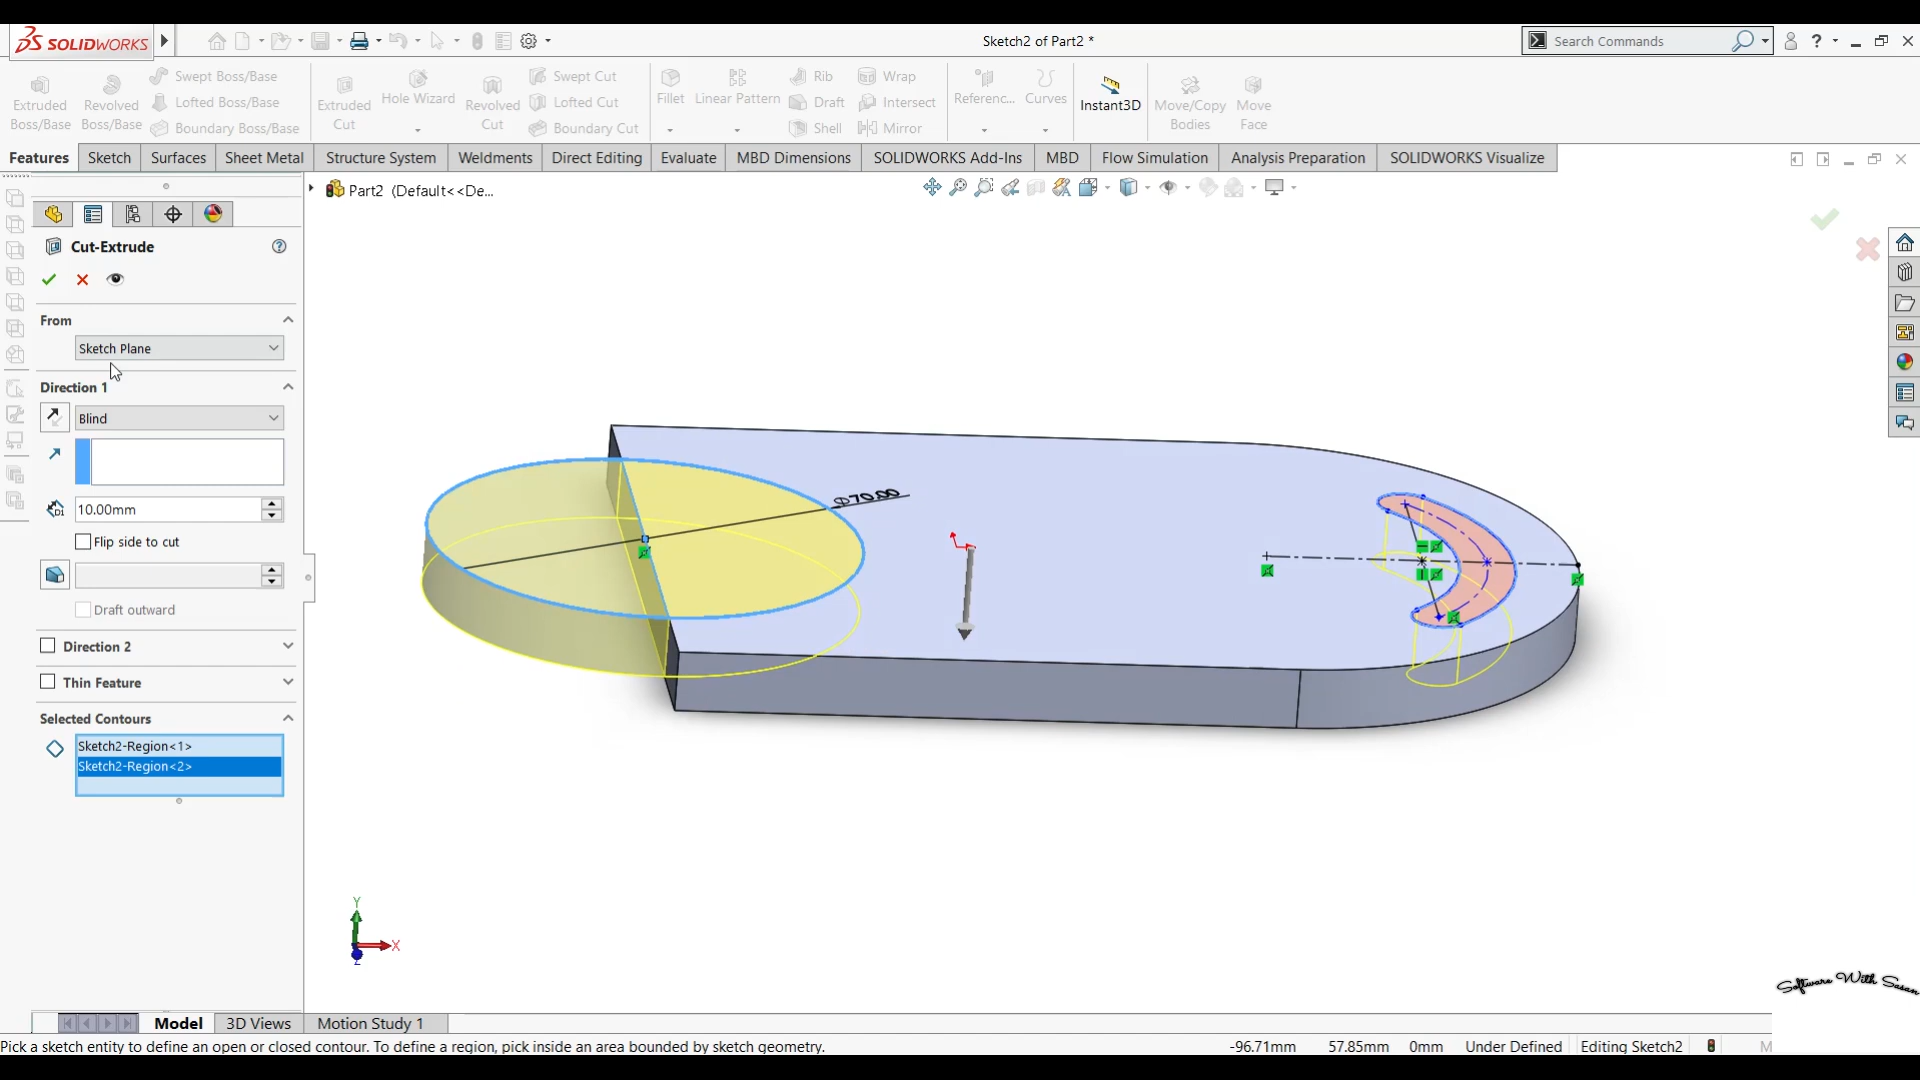 SOLIDWORKS
Sketch2 of Part2 *
Search Commands
?
Extruded Boss/Base
Revolved Boss/Base
Swept Boss/Base
Lofted Boss/Base
Boundary Boss/Base
Extruded Cut
Hole Wizard
Revolved Cut
Swept Cut
Lofted Cut
Boundary Cut
Fillet
Linear Pattern
Rib
Draft
Shell
Wrap
Intersect
Mirror
Referenc...
Curves
Instant3D
Move/Copy Bodies
Move Face
Features
Sketch
Surfaces
Sheet Metal
Structure System
Weldments
Direct Editing
Evaluate
MBD Dimensions
SOLIDWORKS Add-Ins
MBD
Flow Simulation
Analysis Preparation
SOLIDWORKS Visualize
Part2 (Default<<De...
Cut-Extrude
?
From
Sketch Plane
Direction 1
Blind
10.00mm
Flip side to cut
Draft outward
Direction 2
Thin Feature
Selected Contours
Sketch2-Region<1>
Sketch2-Region<2>
Ø70.00
Y
X
Z
Software With Sasan
Model
3D Views
Motion Study 1
Pick a sketch entity to define an open or closed contour. To define a region, pick inside an area bounded by sketch geometry.
-96.71mm
57.85mm
0mm
Under Defined
Editing Sketch2
M